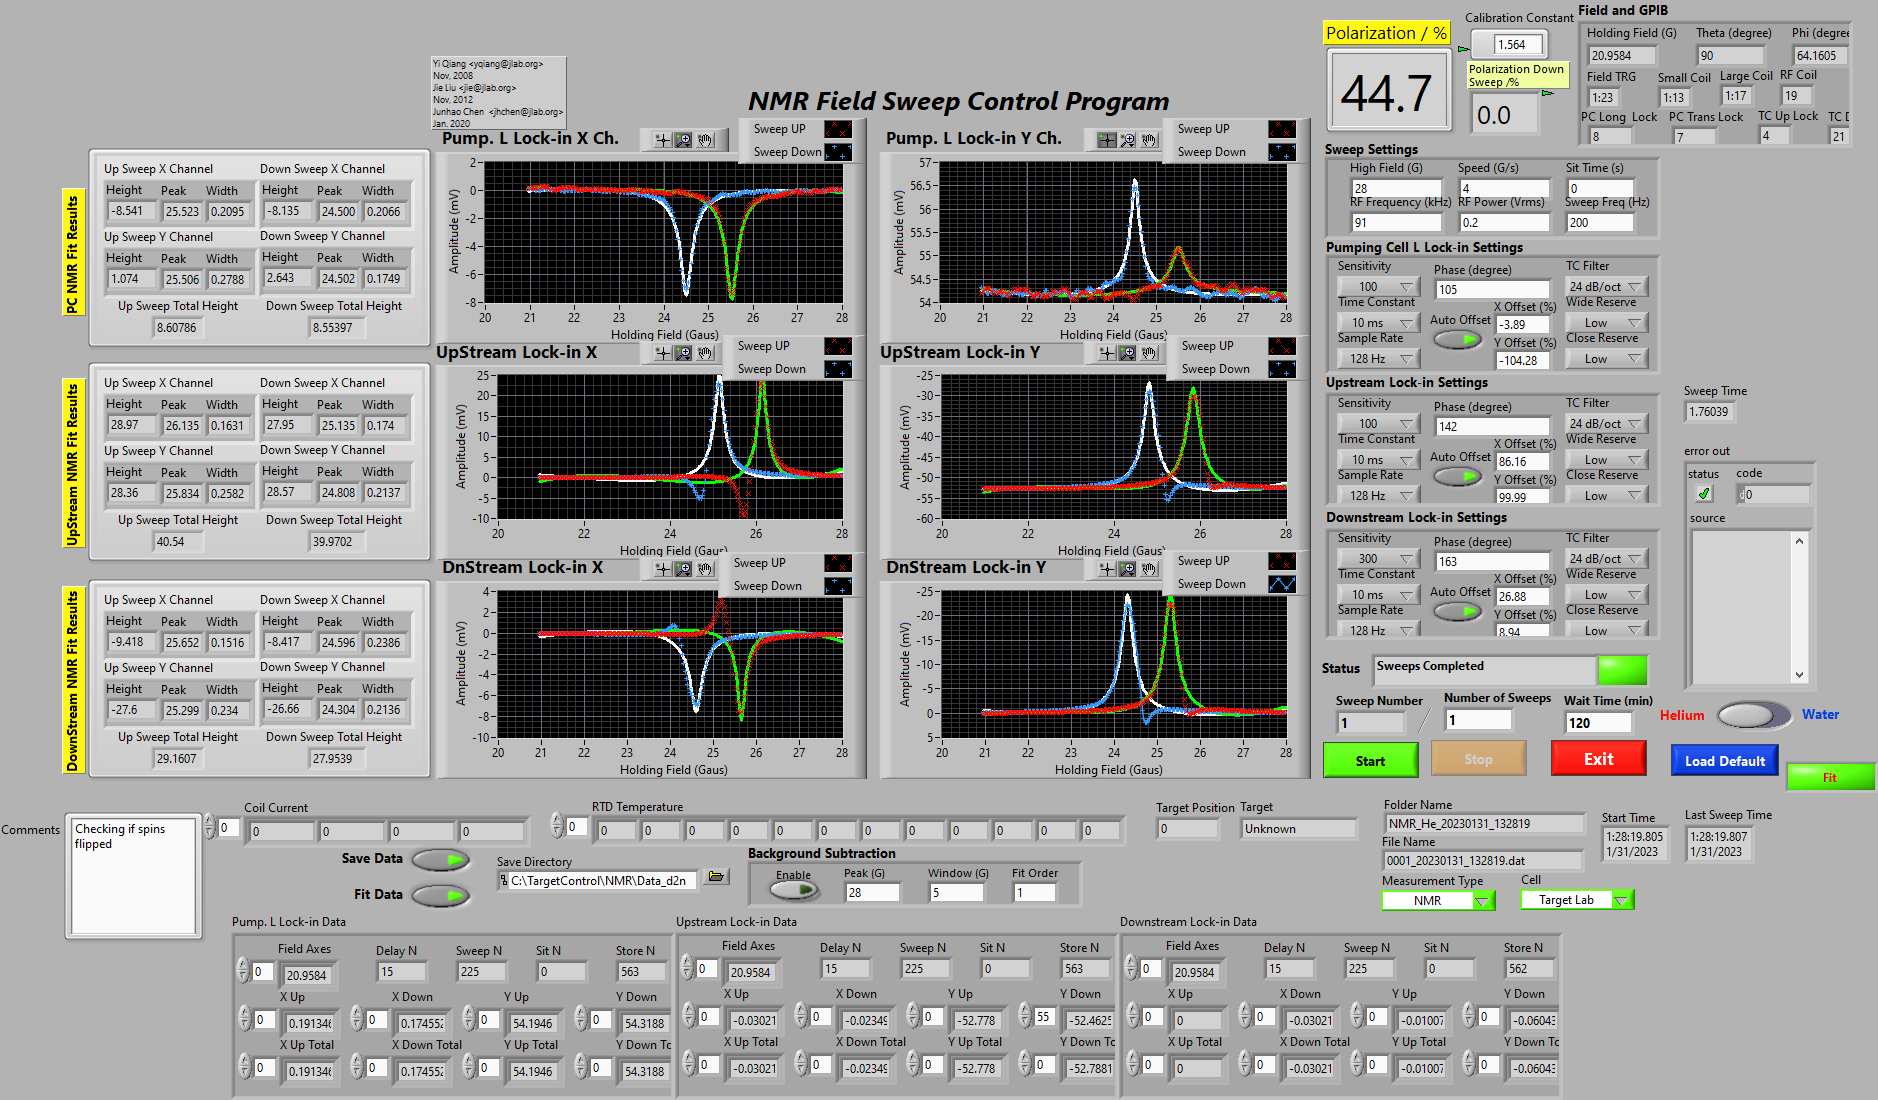 Yi Qiang <yqiang@jlab.org>
Nov, 2008
Jie Liu <jie@jlab.org>
Nov, 2012
Junhao Chen <jhchen@jlab.org>
Jan. 2020
NMR Field Sweep Control Program
Polarization / %
44.7
Calibration Constant
1.564
Polarization Down
Sweep /%
0.0
Field and GPIB
Holding Field (G) Theta (degree) Phi (degree
20.9584 90 64.1605
Field TRG Small Coil Large Coil RF Coil
1:23 1:13 1:17 19
PC Long Lock PC Trans Lock TC Up Lock TC D
8 7 4 21
PC NMR Fit Results
Up Sweep X Channel Down Sweep X Channel
Height Peak Width Height Peak Width
-8.541 25.523 0.2095 -8.135 24.500 0.2066
Up Sweep Y Channel Down Sweep Y Channel
Height Peak Width Height Peak Width
1.074 25.506 0.2788 2.643 24.502 0.1749
Up Sweep Total Height Down Sweep Total Height
8.60786 8.55397
Pump. L Lock-in X Ch.
Sweep UP
Sweep Down
Amplitude (mV)
2
0
-2
-4
-6
-8
20 21 22 23 24 25 26 27 28
Holding Field (Gaus)
Pump. L Lock-in Y Ch.
Sweep UP
Sweep Down
Amplitude (mV)
57
56.5
56
55.5
55
54.5
54
20 21 22 23 24 25 26 27 28
Holding Field (Gaus)
UpStream NMR Fit Results
Up Sweep X Channel Down Sweep X Channel
Height Peak Width Height Peak Width
28.97 26.135 0.1631 27.95 25.135 0.174
Up Sweep Y Channel Down Sweep Y Channel
Height Peak Width Height Peak Width
28.36 25.834 0.2582 28.57 24.808 0.2137
Up Sweep Total Height Down Sweep Total Height
40.54 39.9702
UpStream Lock-in X
Sweep UP
Sweep Down
Amplitude (mV)
25
20
15
10
5
0
-5
-10
20 21 22 23 24 25 26 27 28
Holding Field (Gaus)
UpStream Lock-in Y
Sweep UP
Sweep Down
Amplitude (mV)
-25
-30
-35
-40
-45
-50
-55
-60
20 21 22 23 24 25 26 27 28
Holding Field (Gaus)
DownStream NMR Fit Results
Up Sweep X Channel Down Sweep X Channel
Height Peak Width Height Peak Width
-9.418 25.652 0.1516 -8.417 24.596 0.2386
Up Sweep Y Channel Down Sweep Y Channel
Height Peak Width Height Peak Width
-27.6 25.299 0.234 -26.66 24.304 0.2136
Up Sweep Total Height Down Sweep Total Height
29.1607 27.9539
DnStream Lock-in X
Sweep UP
Sweep Down
Amplitude (mV)
4
2
0
-2
-4
-6
-8
-10
20 21 22 23 24 25 26 27 28
Holding Field (Gaus)
DnStream Lock-in Y
Sweep UP
Sweep Down
Amplitude (mV)
-25
-20
-15
-10
-5
0
5
20 21 22 23 24 25 26 27 28
Holding Field (Gaus)
Sweep Settings
High Field (G) Speed (G/s) Sit Time (s)
28 4 0
RF Frequency (kHz) RF Power (Vrms) Sweep Freq (Hz)
91 0.2 200
Pumping Cell L Lock-in Settings
Sensitivity Phase (degree) TC Filter
100 105 24 dB/oct
Time Constant X Offset (%) Wide Reserve
10 ms Auto Offset -3.89 Low
Sample Rate Y Offset (%) Close Reserve
128 Hz -104.28 Low
Upstream Lock-in Settings
Sensitivity Phase (degree) TC Filter
100 142 24 dB/oct
Time Constant X Offset (%) Wide Reserve
10 ms Auto Offset 86.16 Low
Sample Rate Y Offset (%) Close Reserve
128 Hz 99.99 Low
Downstream Lock-in Settings
Sensitivity Phase (degree) TC Filter
300 163 24 dB/oct
Time Constant X Offset (%) Wide Reserve
10 ms Auto Offset 26.88 Low
Sample Rate Y Offset (%) Close Reserve
128 Hz 8.94 Low
Sweep Time
1.76039
error out
status code
0
source
Status Sweeps Completed
Sweep Number Number of Sweeps Wait Time (min)
1 / 1 120
Helium Water
Start Stop Exit Load Default Fit
Comments
Checking if spins
flipped
Coil Current
0 0 0 0 0
RTD Temperature
0 0 0 0 0 0 0 0 0 0 0 0 0
Target Position Target
0 Unknown
Save Data
Fit Data
Save Directory
C:\TargetControl\NMR\Data_d2n
Background Subtraction
Enable Peak (G) Window (G) Fit Order
28 5 1
Folder Name
NMR_He_20230131_132819
File Name
0001_20230131_132819.dat
Measurement Type Cell
NMR Target Lab
Start Time Last Sweep Time
1:28:19.805 1:28:19.807
1/31/2023 1/31/2023
Pump. L Lock-in Data
Field Axes Delay N Sweep N Sit N Store N
0 20.9584 15 225 0 563
X Up X Down Y Up Y Down
0 0.191346 0 0.174552 0 54.1946 0 54.3188
X Up Total X Down Total Y Up Total Y Down To
0 0.191346 0 0.174552 0 54.1946 0 54.3188
Upstream Lock-in Data
Field Axes Delay N Sweep N Sit N Store N
0 20.9584 15 225 0 563
X Up X Down Y Up Y Down
0 -0.03021 0 -0.02349 0 -52.778 55 -52.4625
X Up Total X Down Total Y Up Total Y Down To
0 -0.03021 0 -0.02349 0 -52.778 0 -52.7881
Downstream Lock-in Data
Field Axes Delay N Sweep N Sit N Store N
0 20.9584 15 225 0 562
X Up X Down Y Up Y Down
0 0 0 -0.03021 0 -0.01007 0 -0.06043
X Up Total X Down Total Y Up Total Y Down To
0 0 0 -0.03021 0 -0.01007 0 -0.06043